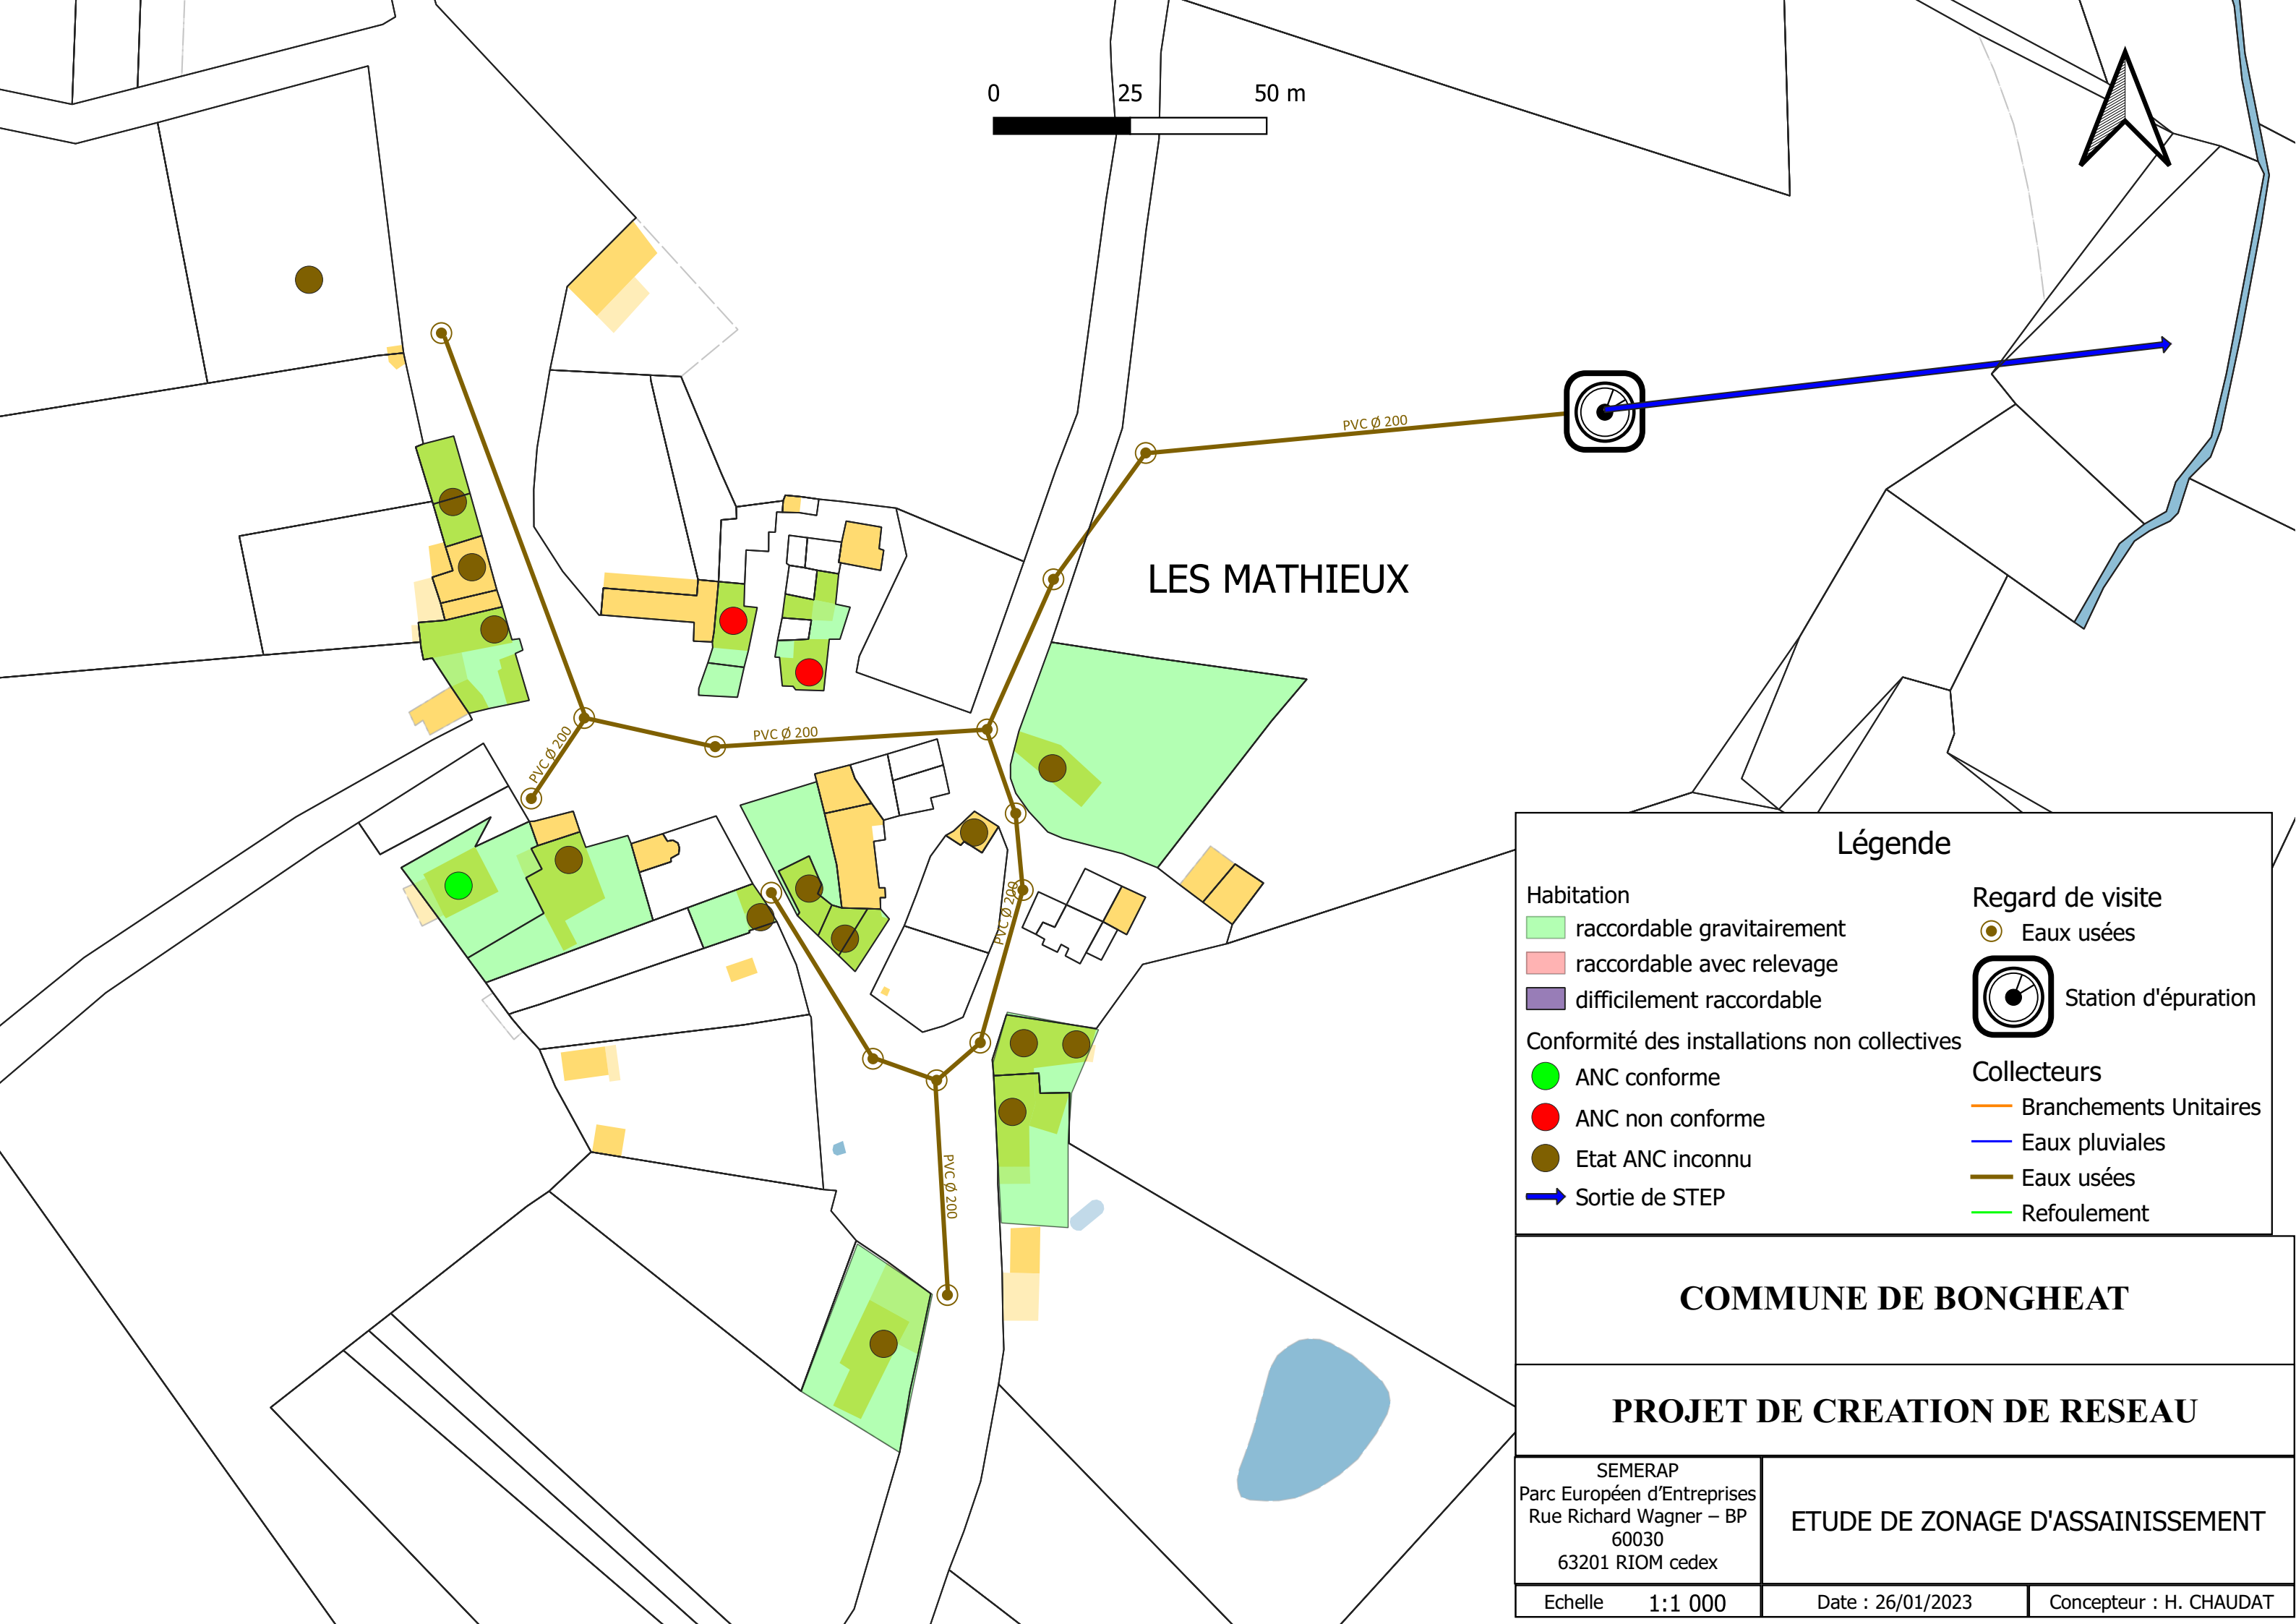 0 25 50 m
PVC Ø 200
LES MATHIEUX
PVC Ø 200
PVC Ø 200
PVC Ø 200
PVC Ø 200
Légende
Habitation
raccordable gravitairement
raccordable avec relevage
difficilement raccordable
Conformité des installations non collectives
ANC conforme
ANC non conforme
Etat ANC inconnu
Sortie de STEP
Regard de visite
Eaux usées
Station d'épuration
Collecteurs
Branchements Unitaires
Eaux pluviales
Eaux usées
Refoulement
COMMUNE DE BONGHEAT
PROJET DE CREATION DE RESEAU
SEMERAP
Parc Européen d’Entreprises
Rue Richard Wagner – BP
60030
63201 RIOM cedex
ETUDE DE ZONAGE D'ASSAINISSEMENT
Echelle 1:1 000
Date : 26/01/2023
Concepteur : H. CHAUDAT